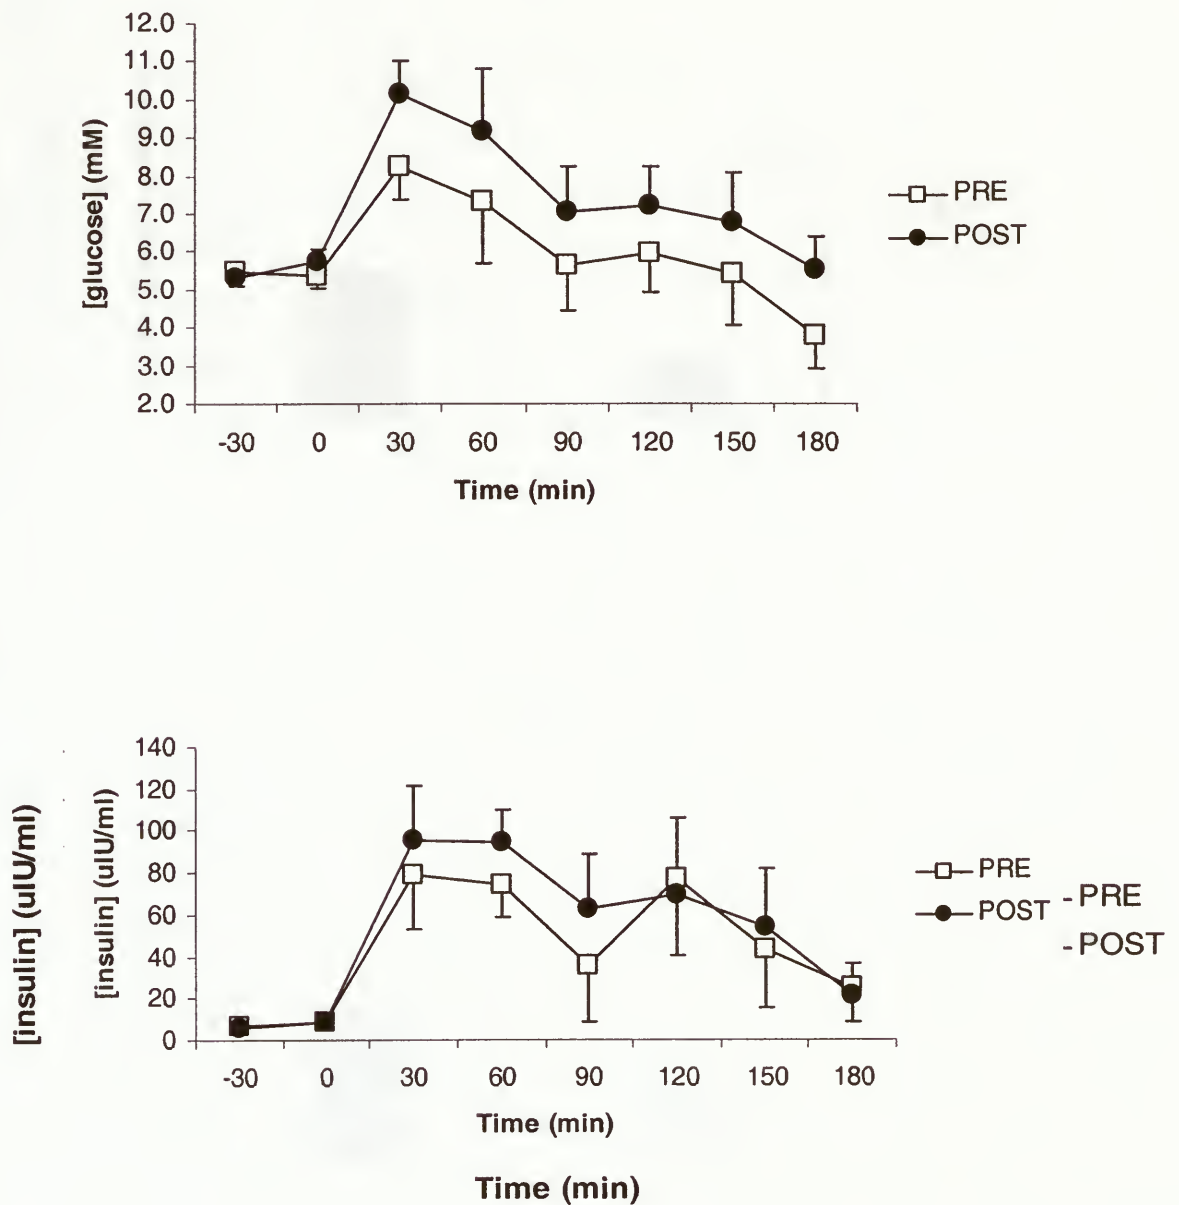 12.0
11.0
10.0
9.0
8.0
7.0
6.0
5.0
4.0
3.0
2.0
[glucose] (mM)
-30 0 30 60 90 120 150 180
Time (min)
PRE
POST
140
120
100
80
60
40
20
0
[insulin] (uIU/ml)
[insulin] (uIU/ml)
-30 0 30 60 90 120 150 180
Time (min)
Time (min)
PRE
POST
-PRE
-POST